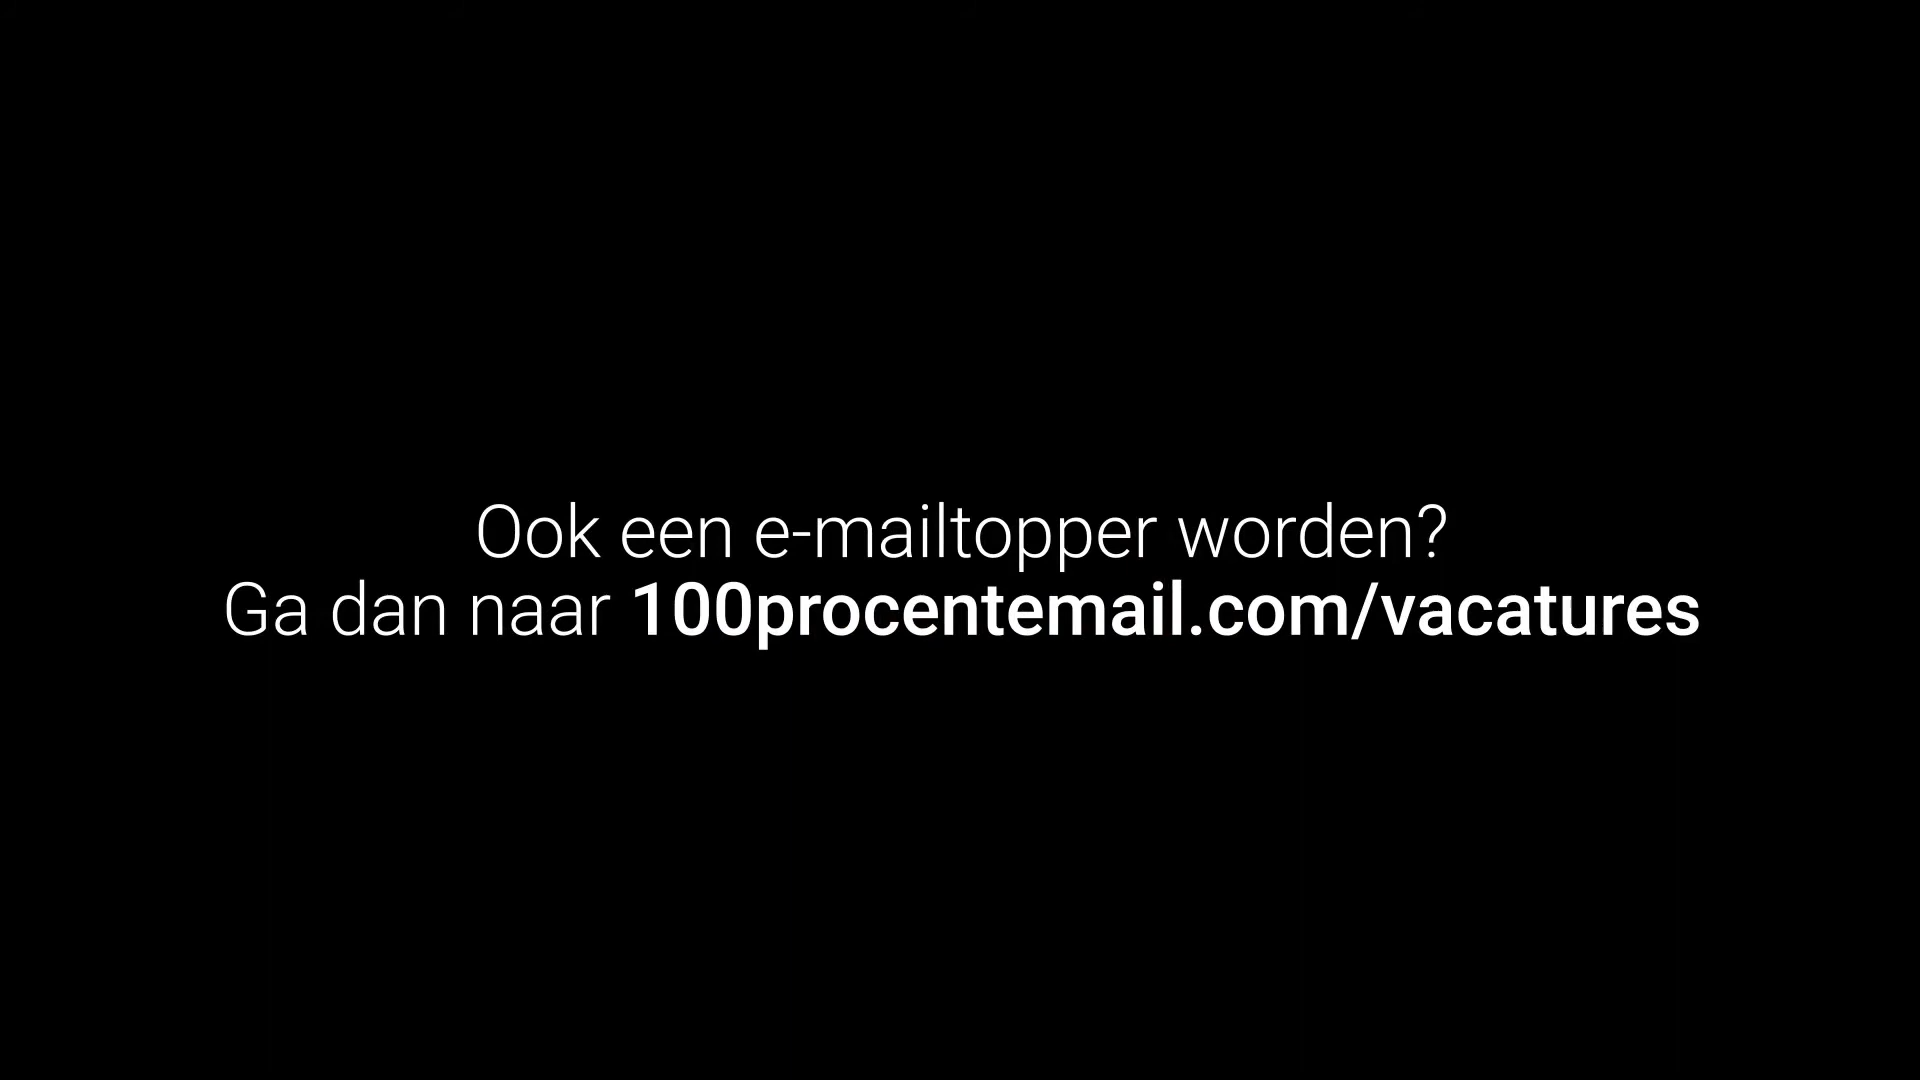 Ook een e-mailtopper worden?
Ga dan naar 100procentemail.com/vacatures